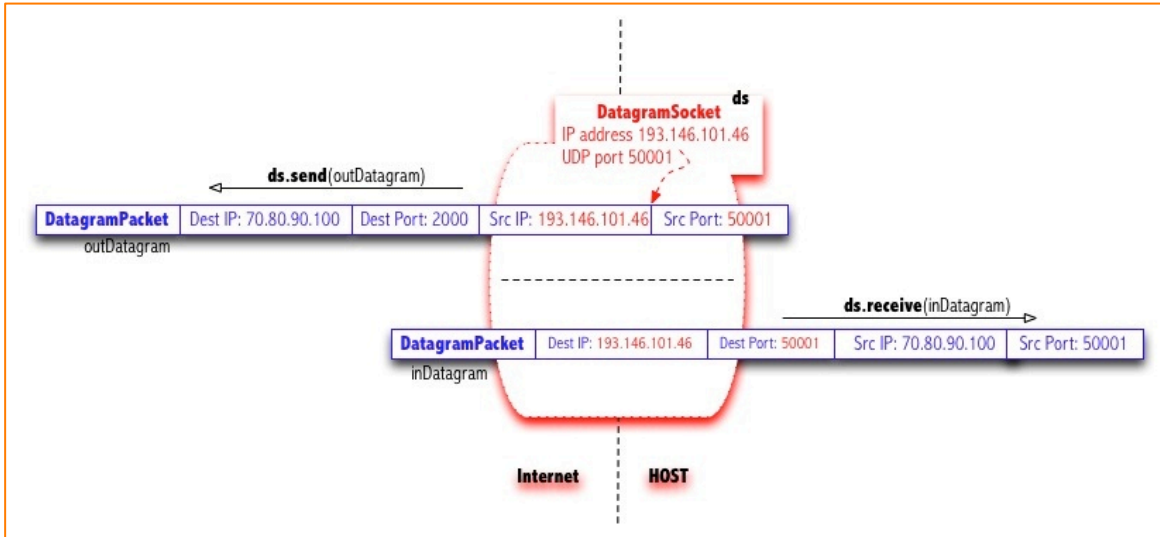 ds
DatagramSocket
IP address 193.146.101.46
UDP port 50001
ds.send(outDatagram)
DatagramPacket Dest IP: 70.80.90.100 Dest Port: 2000 Src IP: 193.146.101.46 Src Port: 50001
outDatagram
ds.receive(inDatagram)
DatagramPacket Dest IP: 193.146.101.46 Dest Port: 50001 Src IP: 70.80.90.100 Src Port: 50001
inDatagram
Internet HOST